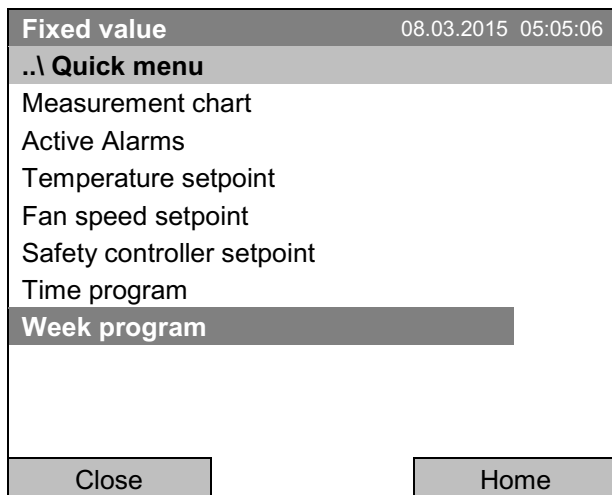 Fixed value 08.03.2015 05:05:06
..\ Quick menu
Measurement chart
Active Alarms
Temperature setpoint
Fan speed setpoint
Safety controller setpoint
Time program
Week program
Close Home